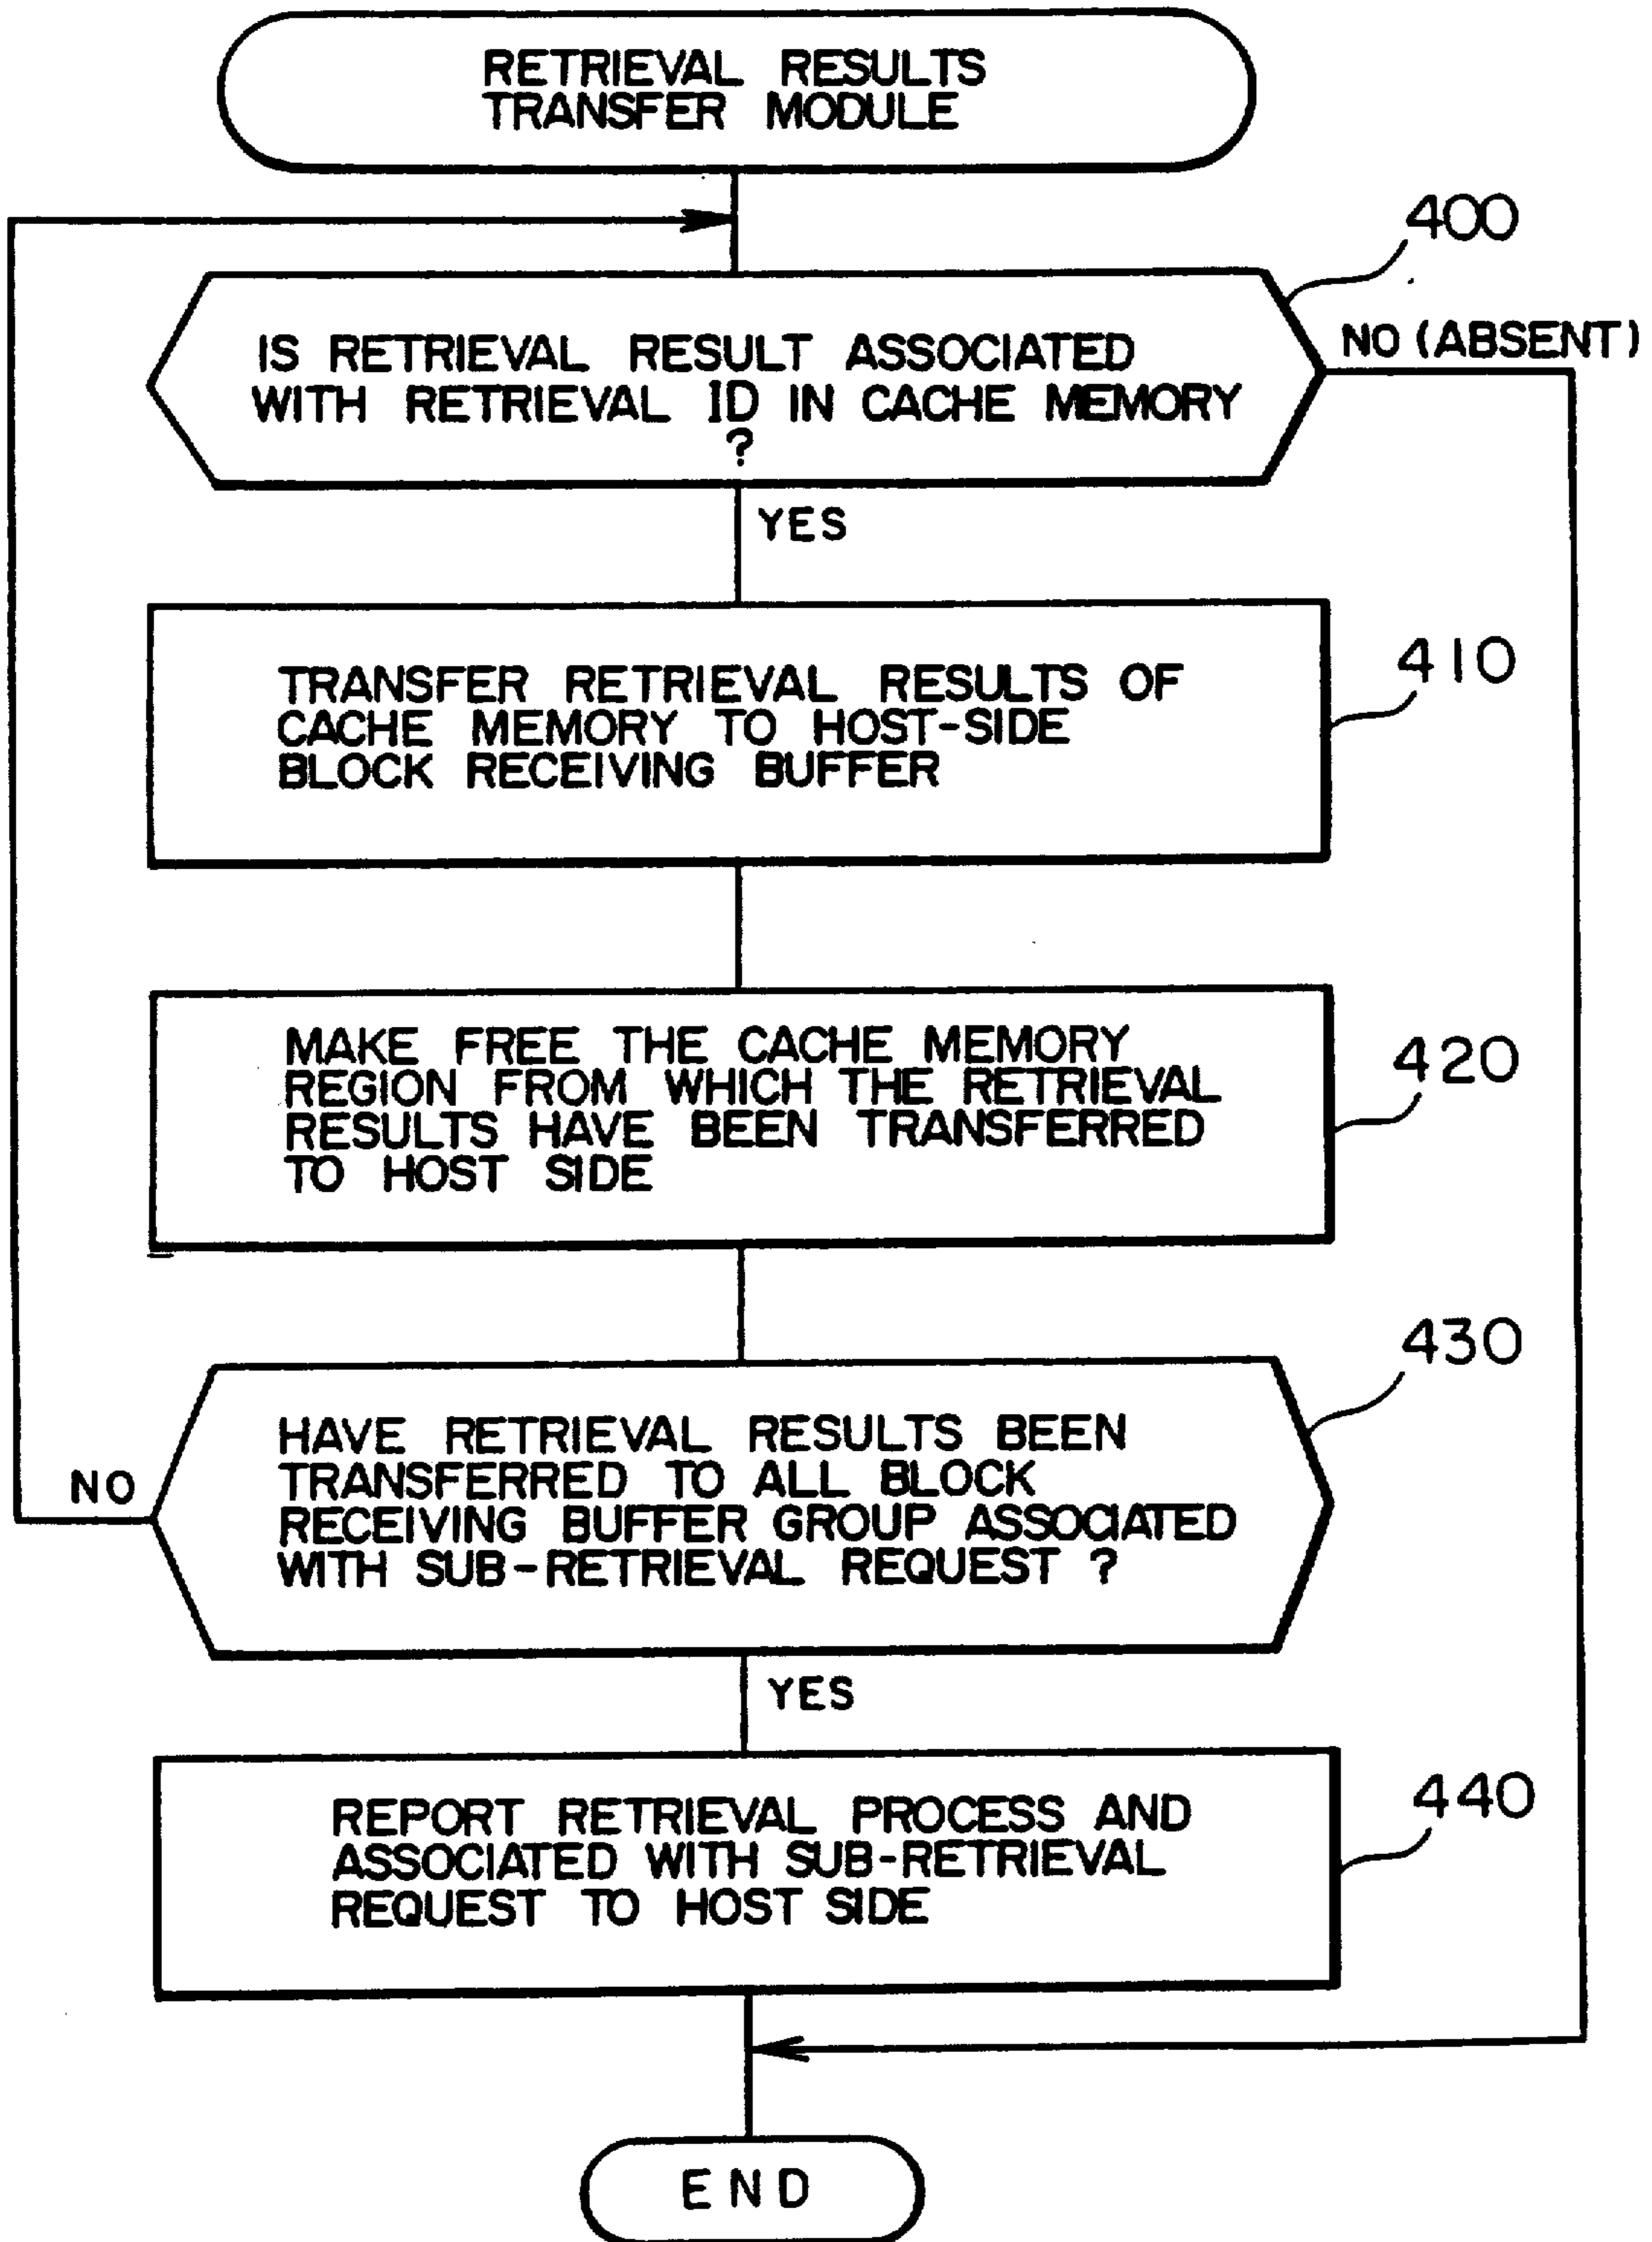 RETRIEVAL RESULTS
TRANSFER MODULE
400
NO (ABSENT)
IS RETRIEVAL RESULT ASSOCIATED
WITH RETRIEVAL ID IN CACHE MEMORY
?
YES
410
TRANSFER RETRIEVAL RESULTS OF
CACHE MEMORY TO HOST-SIDE
BLOCK RECEIVING BUFFER
420
MAKE FREE THE CACHE MEMORY
REGION FROM WHICH THE RETRIEVAL
RESULTS HAVE BEEN TRANSFERRED
TO HOST SIDE
430
HAVE RETRIEVAL RESULTS BEEN
TRANSFERRED TO ALL BLOCK
RECEIVING BUFFER GROUP ASSOCIATED
WITH SUB-RETRIEVAL REQUEST ?
NO
YES
440
REPORT RETRIEVAL PROCESS AND
ASSOCIATED WITH SUB-RETRIEVAL
REQUEST TO HOST SIDE
END